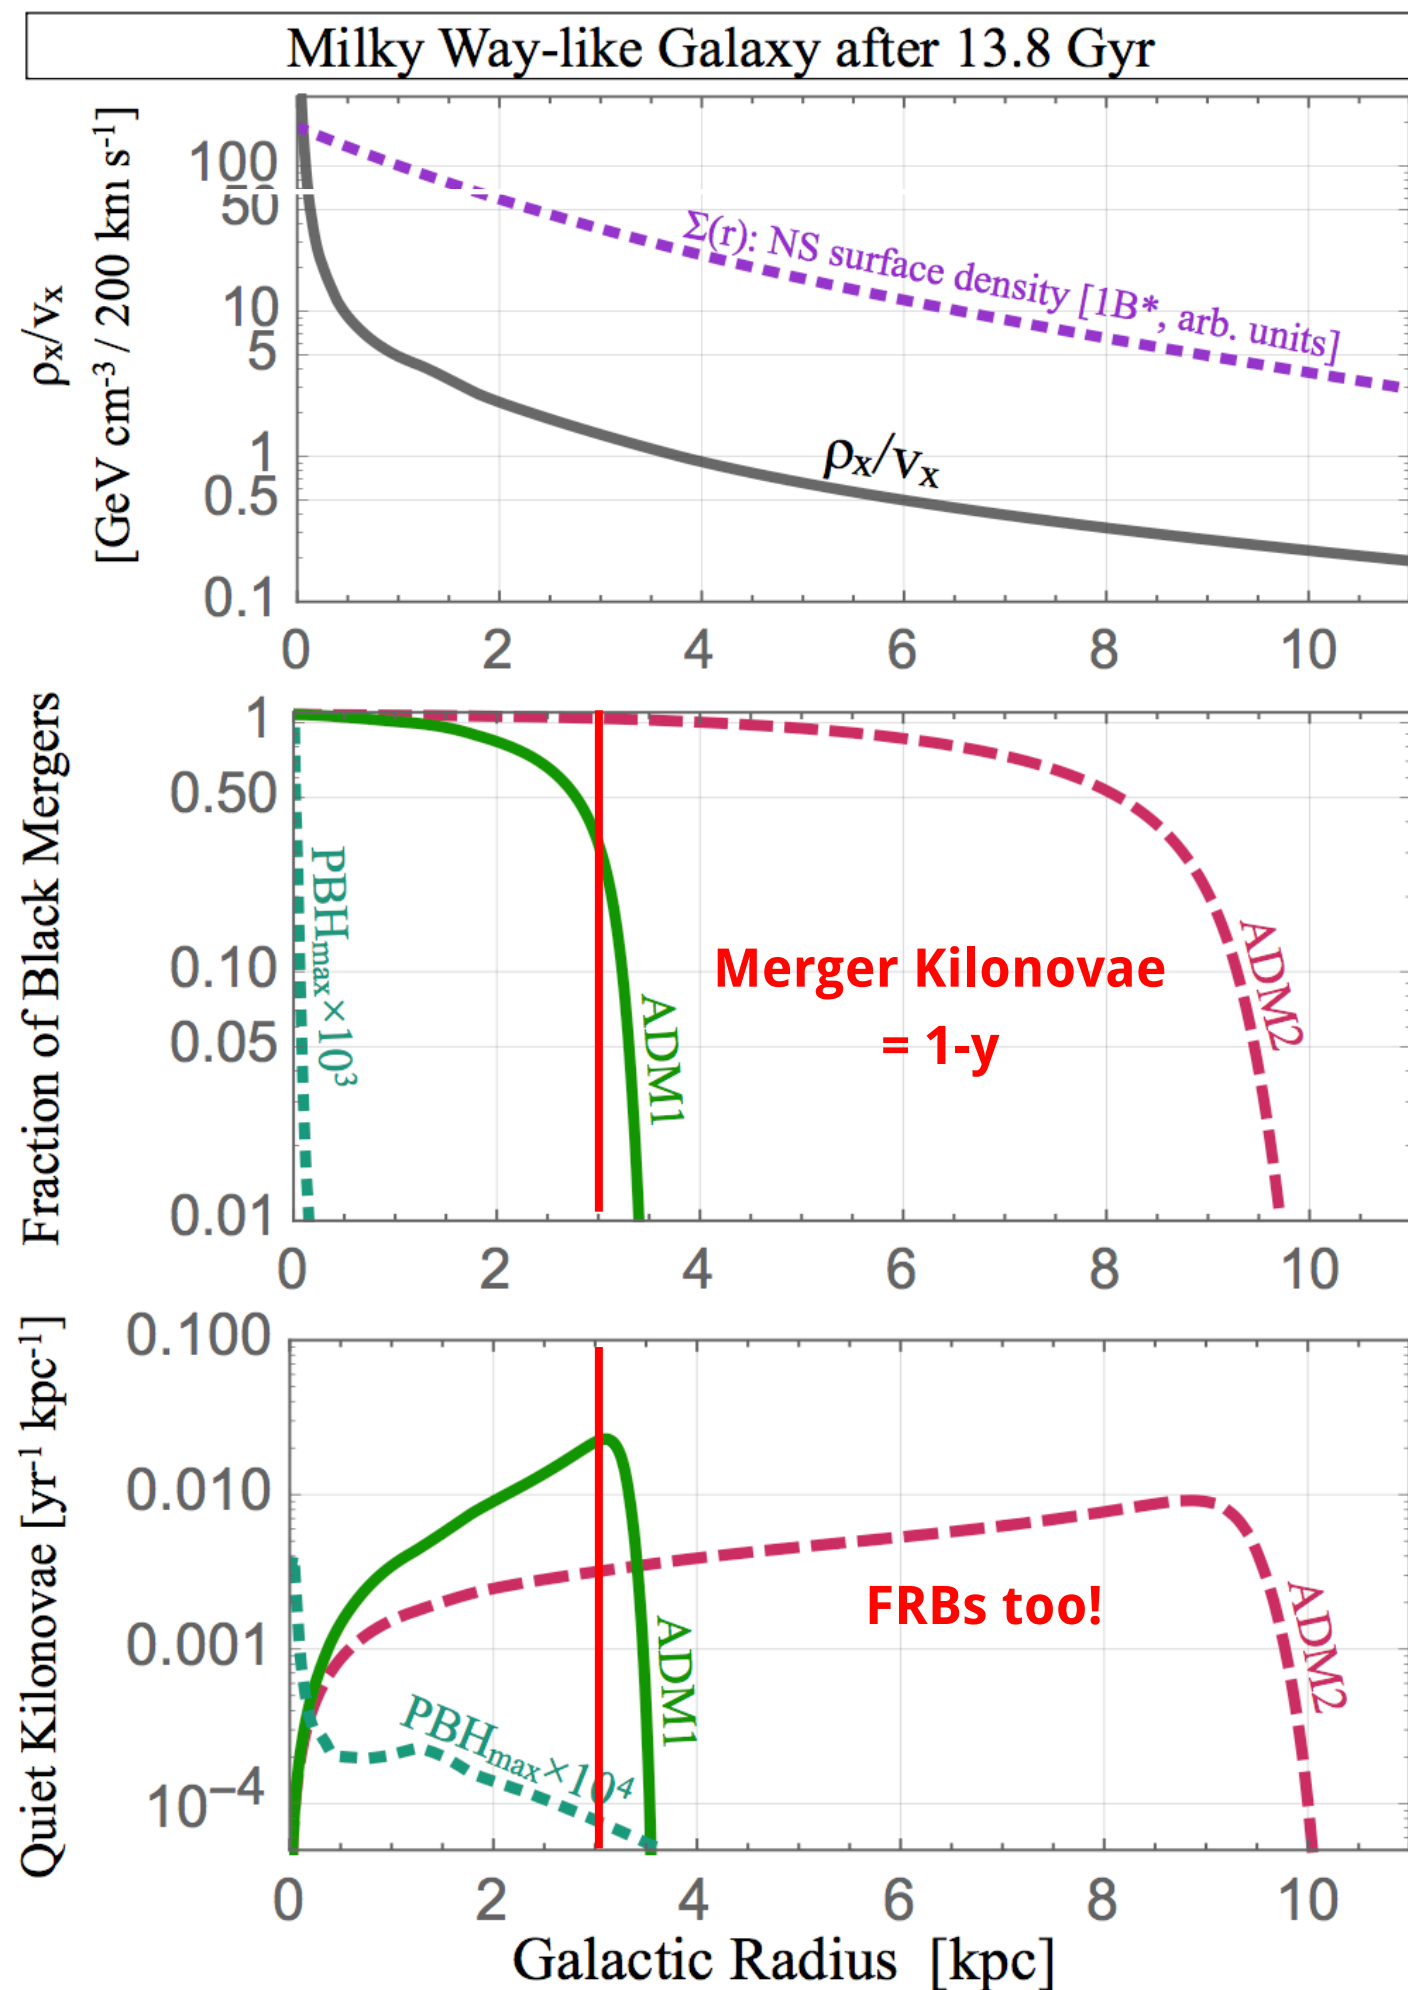 Milky Way-like Galaxy after 13.8 Gyr
ρx/vx
[GeV cm-3 / 200 km s-1]
100
50
50
10
5
1
0.5
0.1
Σ(r): NS surface density [1B*, arb. units]
ρx/vx
0 2 4 6 8 10
Fraction of Black Mergers
1
0.50
0.10
0.05
0.01
PBHmax×10³
ADM1
Merger Kilonovae
= 1-y
ADM2
0 2 4 6 8 10
Quiet Kilonovae [yr-1 kpc-1]
0.100
0.010
0.001
10−4
PBHmax×10⁴
ADM1
FRBs too!
ADM2
0 2 4 6 8 10
Galactic Radius [kpc]